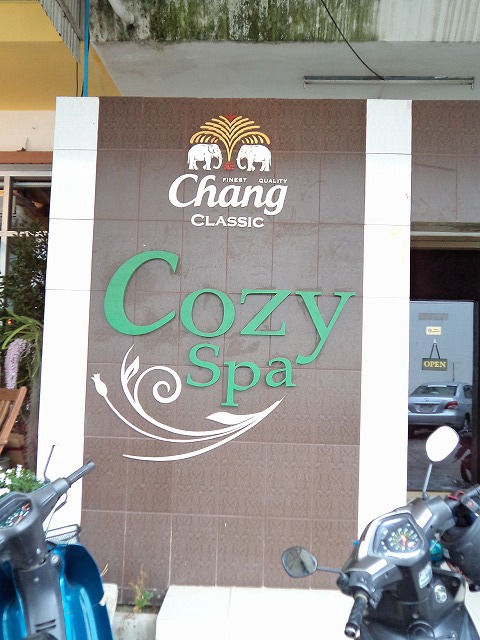 FINEST QUALITY
Chang
CLASSIC
Cozy
Spa
OPEN